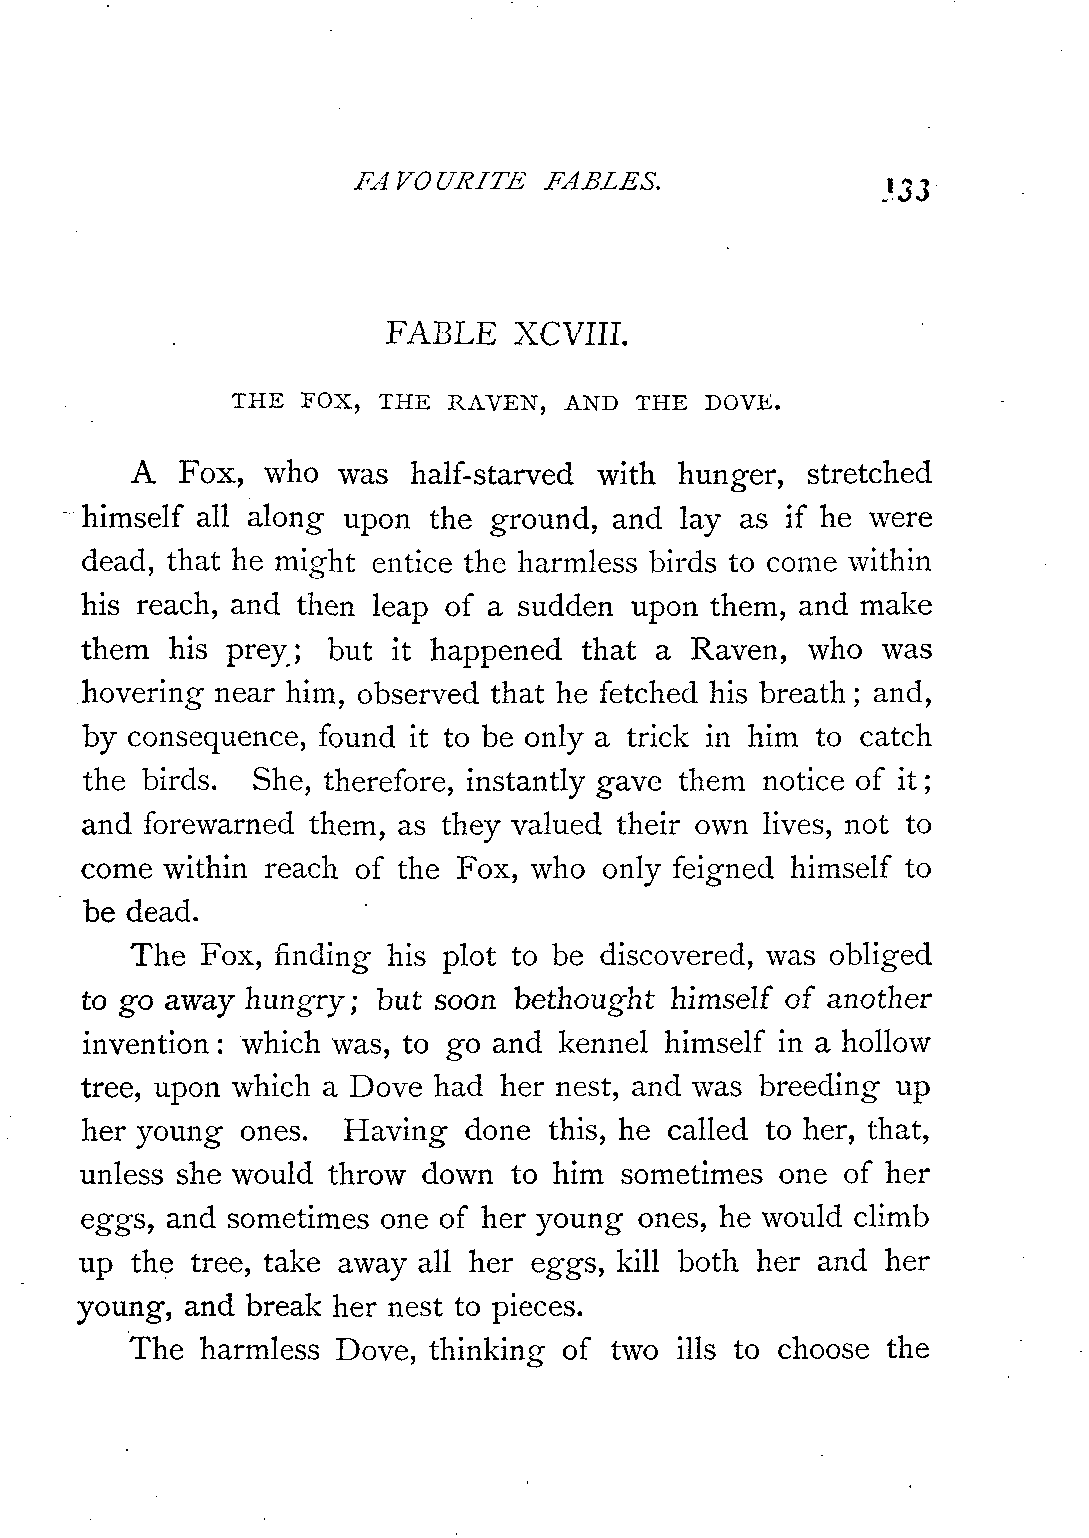 FAVOURITE FABLES. 133
FABLE XCVIII.
THE FOX, THE RAVEN, AND THE DOVE.
A Fox, who was half-starved with hunger, stretched
himself all along upon the ground, and lay as if he were
dead, that he might entice the harmless birds to come within
his reach, and then leap of a sudden upon them, and make
them his prey; but it happened that a Raven, who was
hovering near him, observed that he fetched his breath; and,
by consequence, found it to be only a trick in him to catch
the birds. She, therefore, instantly gave them notice of it;
and forewarned them, as they valued their own lives, not to
come within reach of the Fox, who only feigned himself to
be dead.
The Fox, finding his plot to be discovered, was obliged
to go away hungry; but soon bethought himself of another
invention: which was, to go and kennel himself in a hollow
tree, upon which a Dove had her nest, and was breeding up
her young ones. Having done this, he called to her, that,
unless she would throw down to him sometimes one of her
eggs, and sometimes one of her young ones, he would climb
up the tree, take away all her eggs, kill both her and her
young, and break her nest to pieces.
The harmless Dove, thinking of two ills to choose the